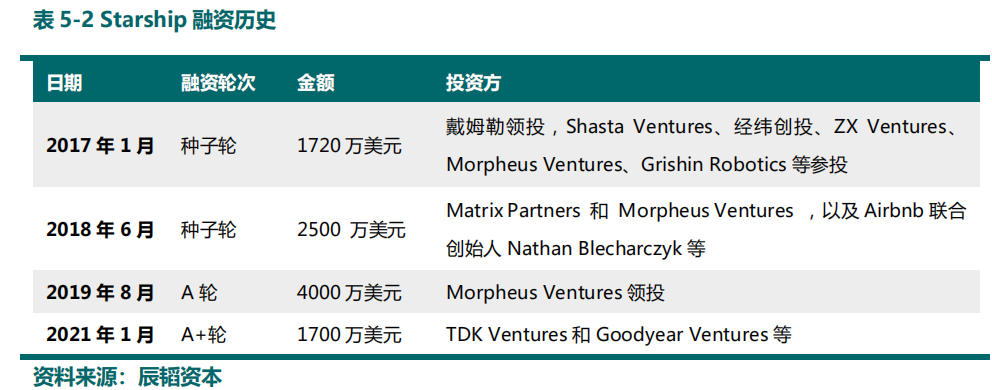 表 5-2 Starship 融资历史
日期 融资轮次 金额 投资方
2017 年 1 月 种子轮 1720 万美元 戴姆勒领投，Shasta Ventures、经纬创投、ZX Ventures、
Morpheus Ventures、Grishin Robotics 等参投
2018 年 6 月 种子轮 2500 万美元 Matrix Partners 和 Morpheus Ventures ，以及 Airbnb 联合
创始人 Nathan Blecharczyk 等
2019 年 8 月 A 轮 4000 万美元 Morpheus Ventures 领投
2021 年 1 月 A+轮 1700 万美元 TDK Ventures 和 Goodyear Ventures 等
资料来源：辰韬资本